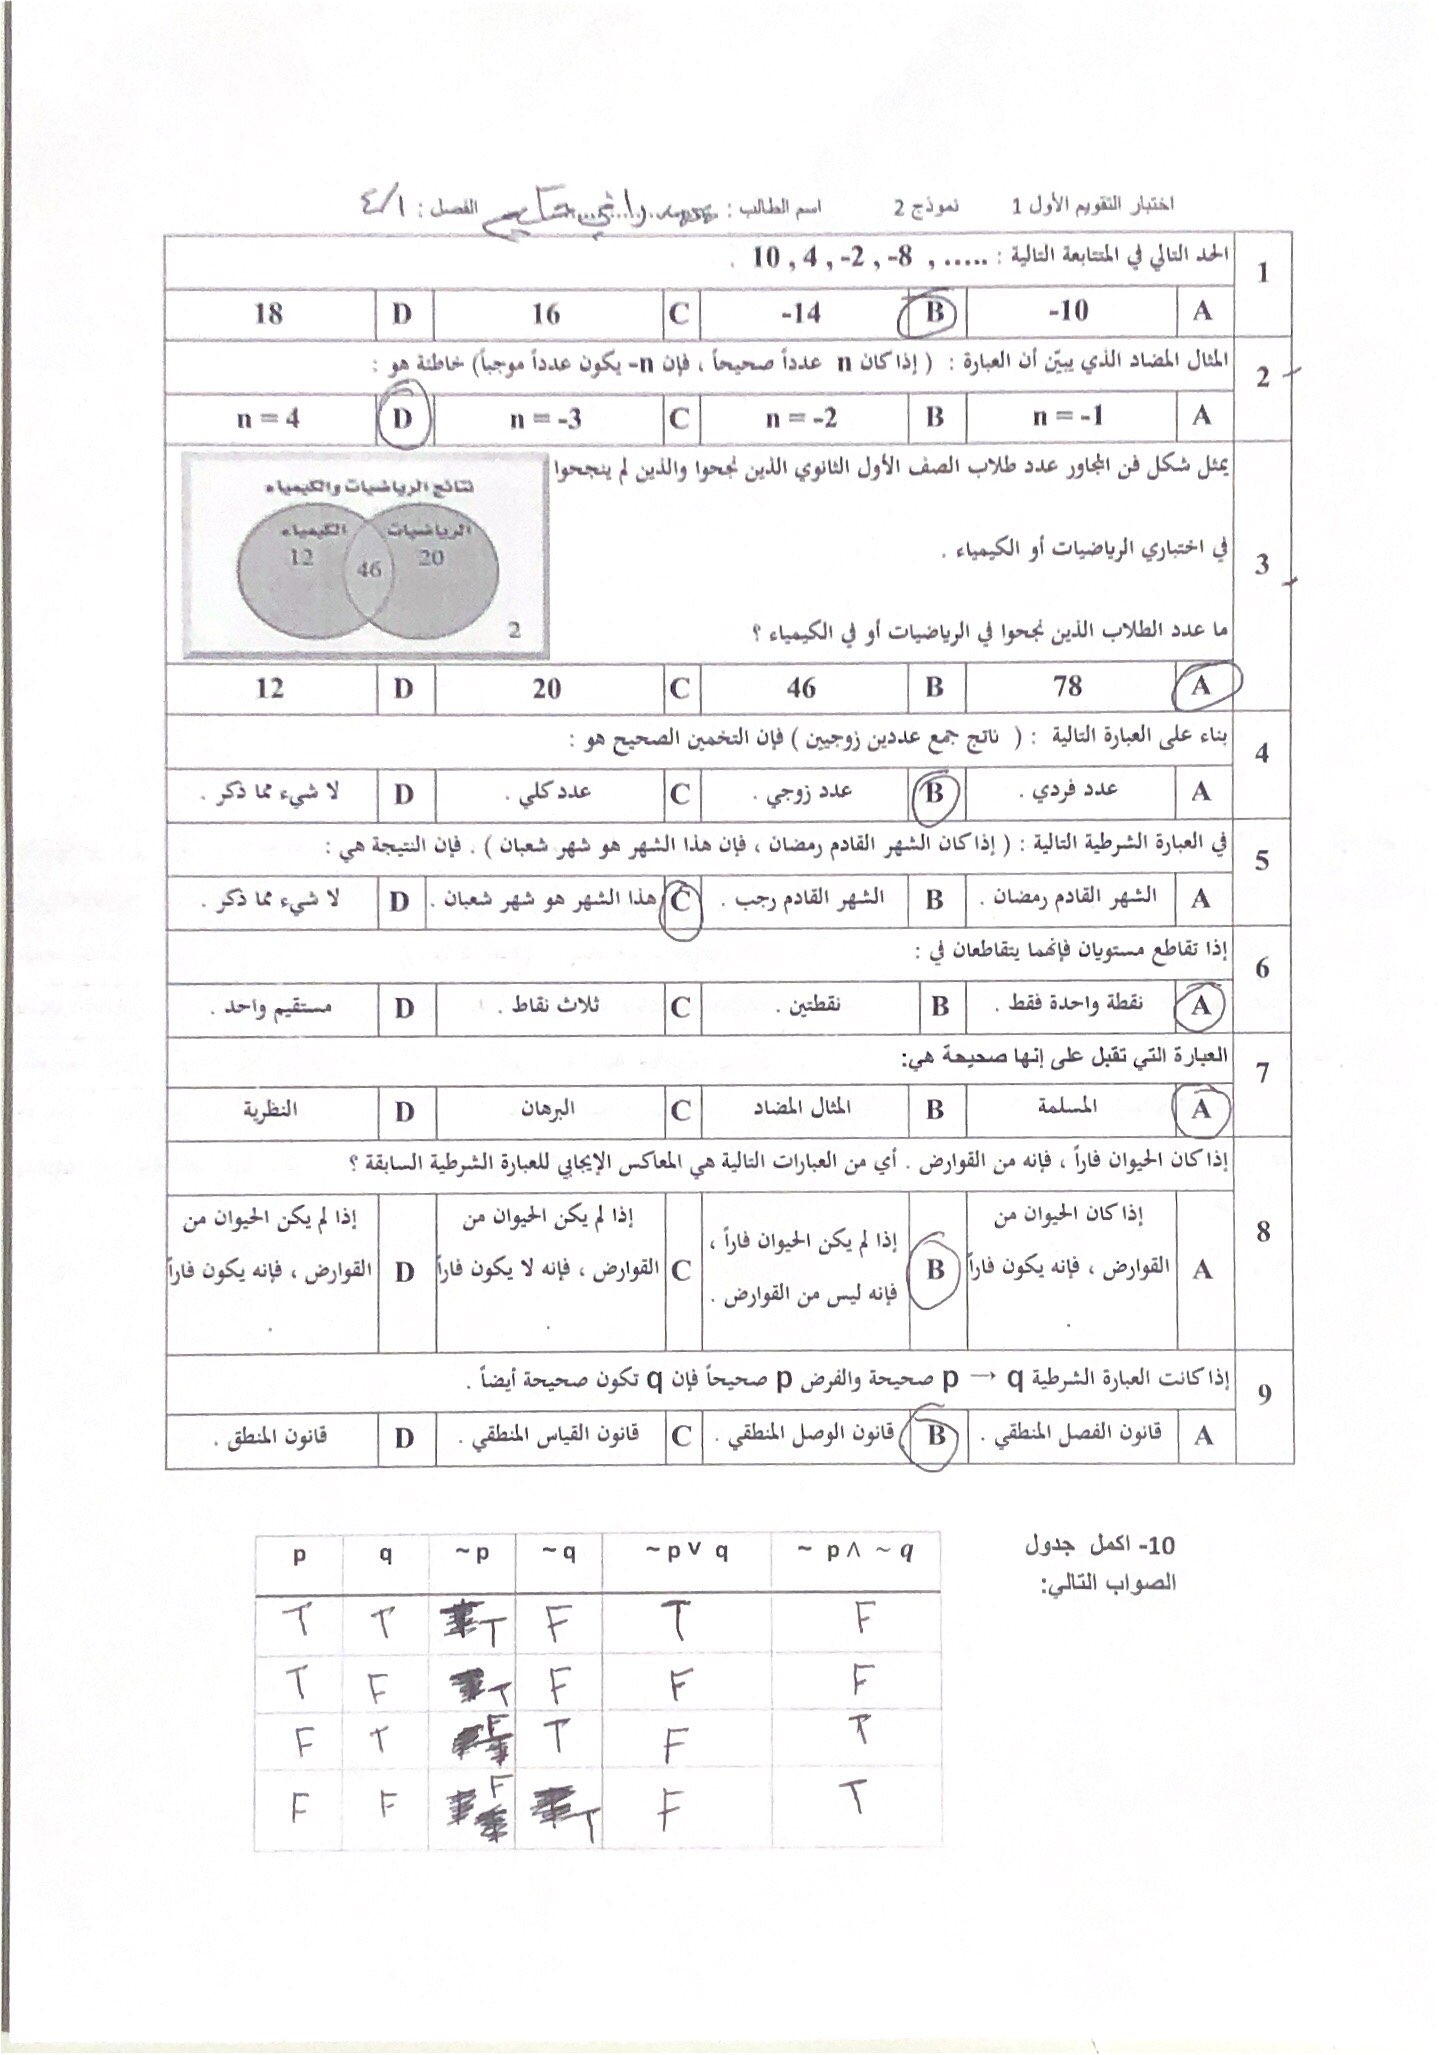 اختبار التقويم الأول 1 نموذج 2 اسم الطالب : الفصل : ٤/١
1 الحد التالي في المتتابعة التالية : 10 , 4 , -2 , -8 , ..... .
A -10 B -14 C 16 D 18
2 المثال المضاد الذي يبيّن أن العبارة : ( إذا كان n عدداً صحيحاً ، فإن n- يكون عدداً موجباً) خاطئة هو :
A n = -1 B n = -2 C n = -3 D n = 4
3 يمثل شكل فن المجاور عدد طلاب الصف الأول الثانوي الذين نجحوا والذين لم ينجحوا
في اختباري الرياضيات أو الكيمياء .
ما عدد الطلاب الذين نجحوا في الرياضيات أو في الكيمياء ؟
نتائج الرياضيات والكيمياء
الرياضيات الكيمياء
20 46 12
2
A 78 B 46 C 20 D 12
4 بناء على العبارة التالية : ( ناتج جمع عددين زوجيين ) فإن التخمين الصحيح هو :
A عدد فردي . B عدد زوجي . C عدد كلي . D لا شيء مما ذكر .
5 في العبارة الشرطية التالية : ( إذا كان الشهر القادم رمضان ، فإن هذا الشهر هو شهر شعبان ) . فإن النتيجة هي :
A الشهر القادم رمضان . B الشهر القادم رجب . C هذا الشهر هو شهر شعبان . D لا شيء مما ذكر .
6 إذا تقاطع مستويان فإنهما يتقاطعان في :
A نقطة واحدة فقط . B نقطتين . C ثلاث نقاط . D مستقيم واحد .
7 العبارة التي تقبل على إنها صحيحة هي:
A المسلمة B المثال المضاد C البرهان D النظرية
8 إذا كان الحيوان فاراً ، فإنه من القوارض . أي من العبارات التالية هي المعاكس الإيجابي للعبارة الشرطية السابقة ؟
A إذا كان الحيوان من القوارض ، فإنه يكون فاراً . B إذا لم يكن الحيوان فاراً ، فإنه ليس من القوارض . C إذا لم يكن الحيوان من القوارض ، فإنه لا يكون فاراً . D إذا لم يكن الحيوان من القوارض ، فإنه يكون فاراً .
9 إذا كانت العبارة الشرطية p → q صحيحة والفرض p صحيحاً فإن q تكون صحيحة أيضاً .
A قانون الفصل المنطقي . B قانون الوصل المنطقي . C قانون القياس المنطقي . D قانون المنطق .
10- اكمل جدول
الصواب التالي:
p q ~p ~q ~p ∨ q ~ p ∧ ~ q
T T T F T F
T F T F F F
F T F T F T
F F F T F T